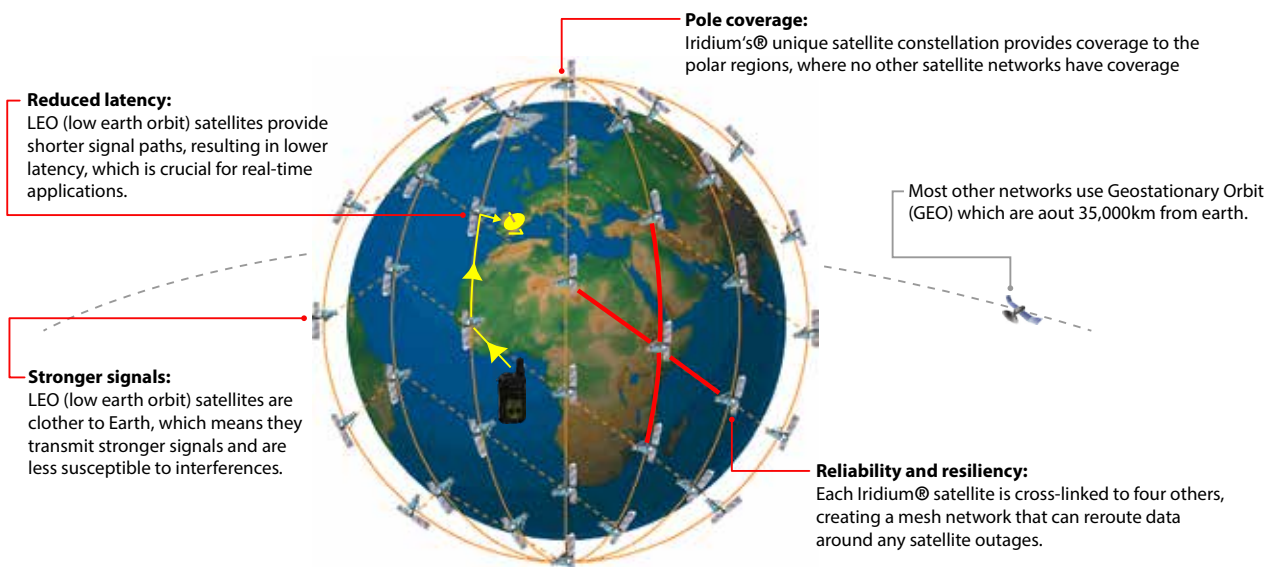 Pole coverage:
Iridium‘s® unique satellite constellation provides coverage to the
polar regions, where no other satellite networks have coverage
Reduced latency:
LEO (low earth orbit) satellites provide
shorter signal paths, resulting in lower
latency, which is crucial for real-time
applications.
Most other networks use Geostationary Orbit
(GEO) which are aout 35,000km from earth.
Stronger signals:
LEO (low earth orbit) satellites are
clother to Earth, which means they
transmit stronger signals and are
less susceptible to interferences.
Reliability and resiliency:
Each Iridium® satellite is cross-linked to four others,
creating a mesh network that can reroute data
around any satellite outages.